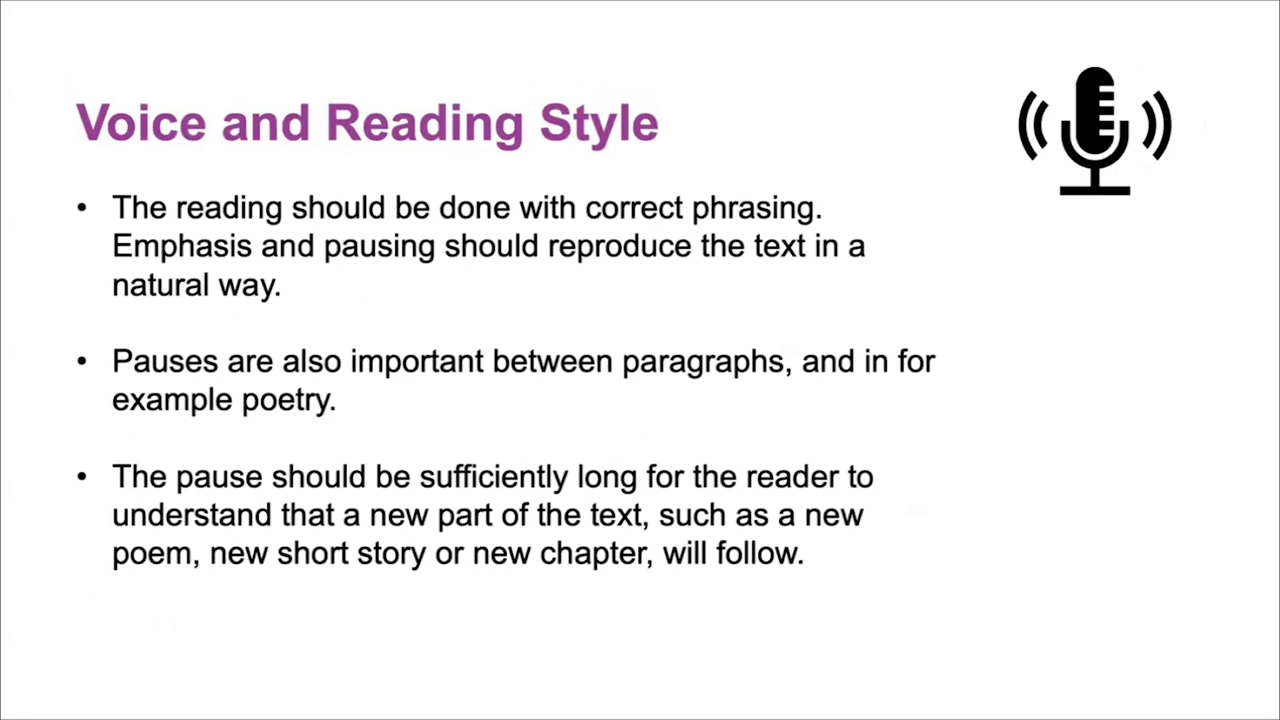 Voice and Reading Style
• The reading should be done with correct phrasing.
Emphasis and pausing should reproduce the text in a
natural way.
• Pauses are also important between paragraphs, and in for
example poetry.
• The pause should be sufficiently long for the reader to
understand that a new part of the text, such as a new
poem, new short story or new chapter, will follow.